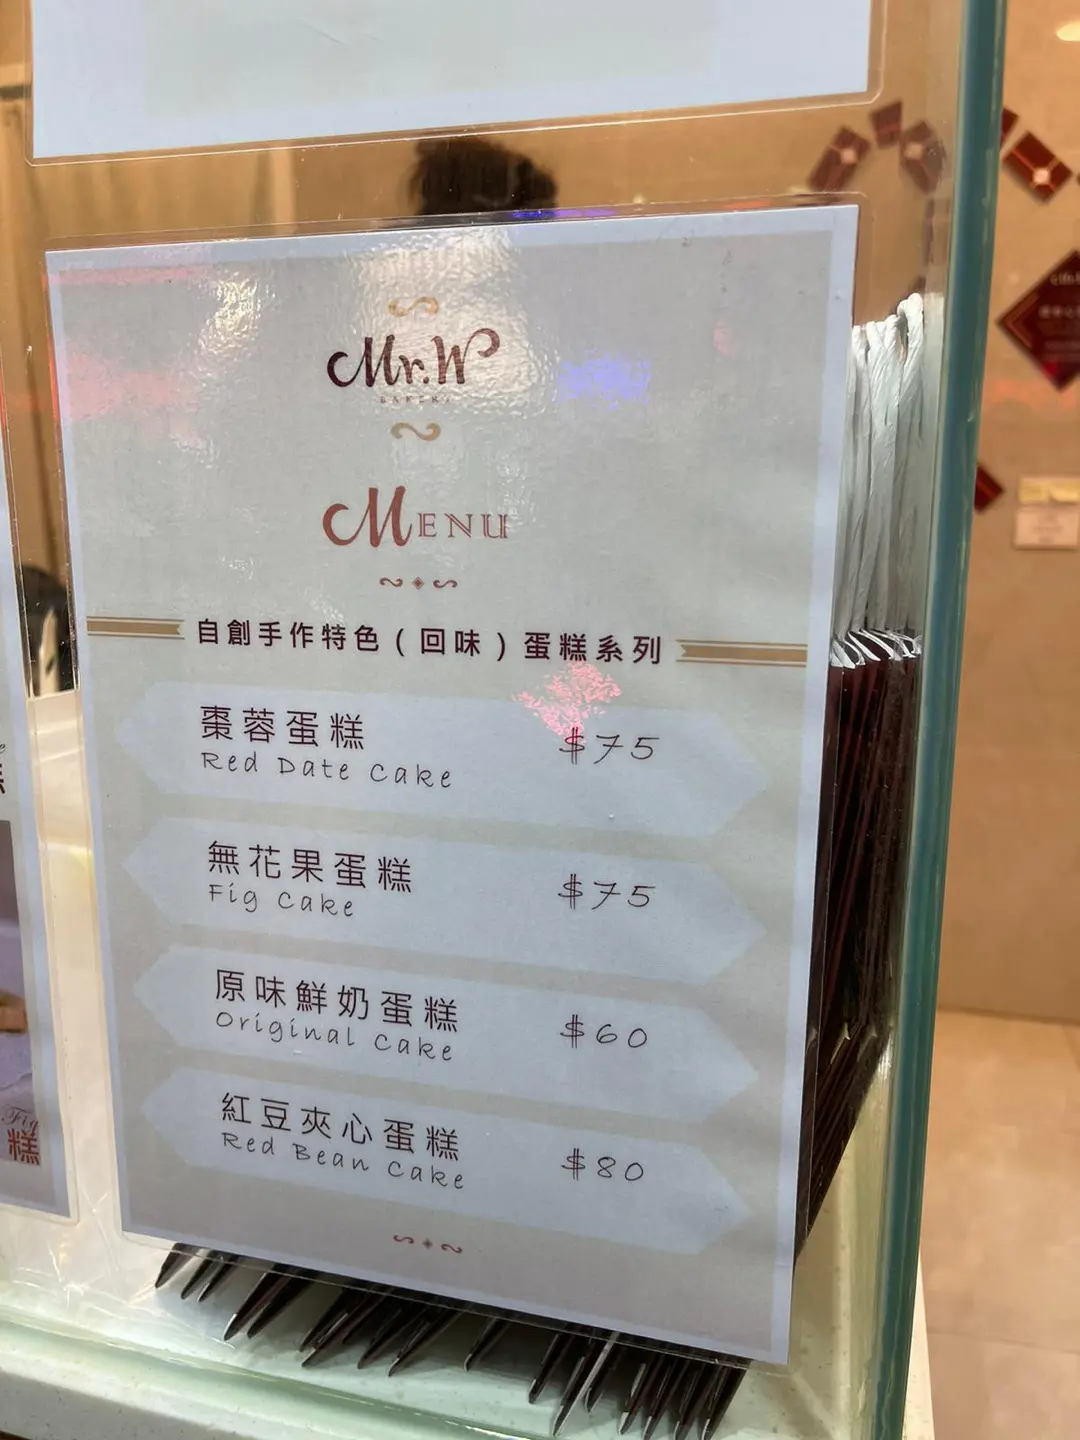 Mr.W
BAKERY
MENU
自創手作特色(回味)蛋糕系列
棗蓉蛋糕
$75
Red Date Cake
無花果蛋糕
$75
Fig Cake
原味鮮奶蛋糕
$60
Original Cake
紅豆夾心蛋糕
$80
Red Bean Cake
Fig
糕